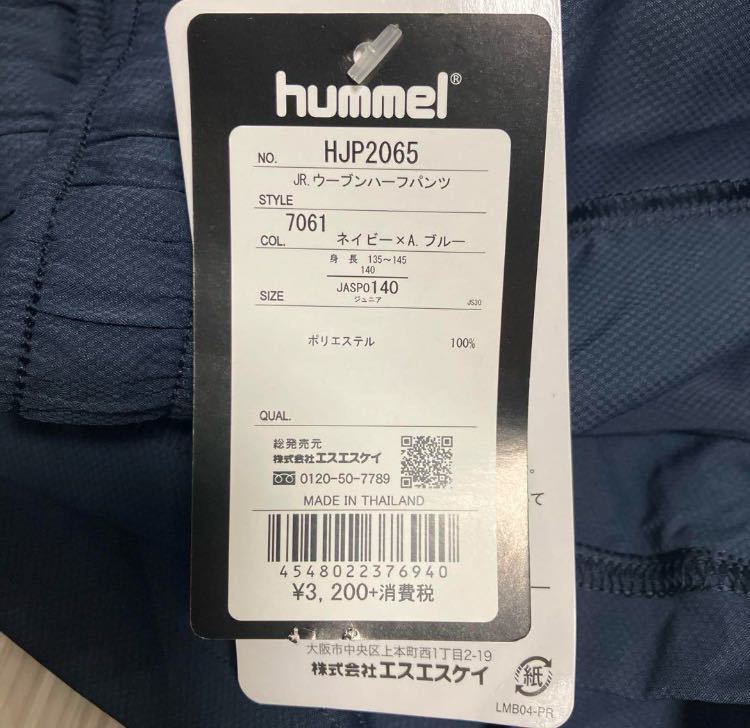 hummel®
NO. HJP2065
JR.ウーブンハーフパンツ
STYLE
7061
COL. ネイビー×A.ブルー
身 長 135～145
140
SIZE JASPO140 JS30
ジュニア
ポリエステル 100%
QUAL.
総発売元
株式会社エスエスケイ
0120-50-7789
MADE IN THAILAND
4548022376940
¥3,200+消費税
。
て
大阪市中央区上本町西1丁目2-19
株式会社エスエスケイ
紙
LMB04-PR